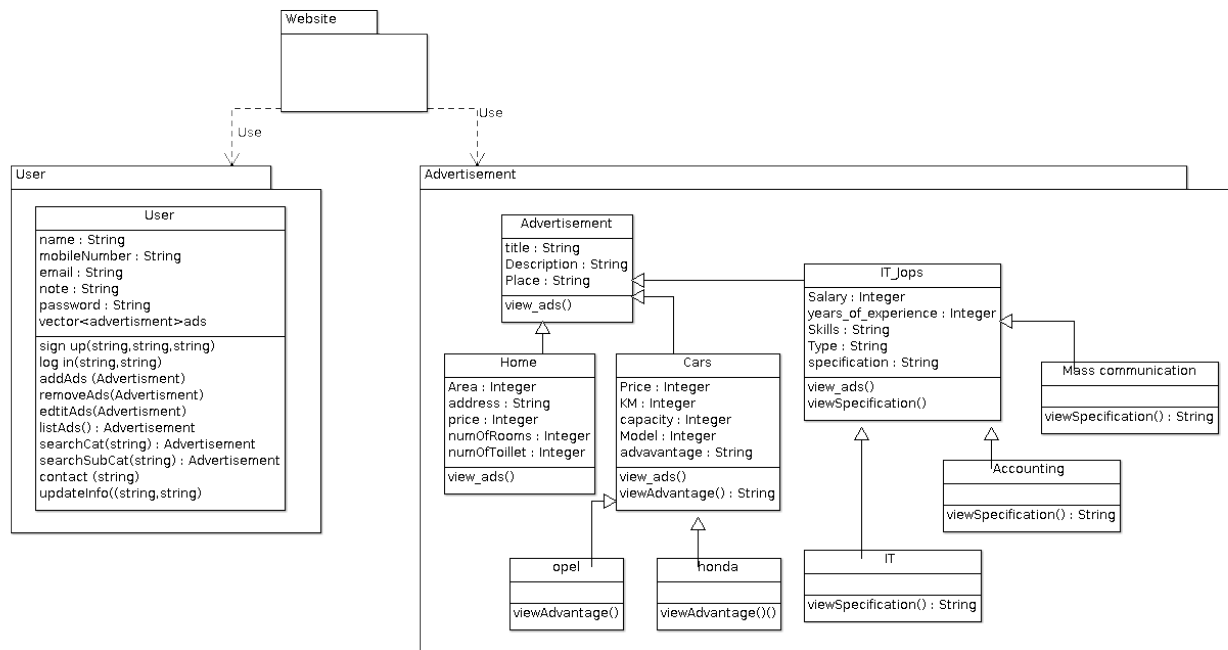 Website
Use
Use
User
User
name : String
mobileNumber : String
email : String
note : String
password : String
vector<advertisment>ads
sign up(string,string,string)
log in(string,string)
addAds (Advertisment)
removeAds(Advertisment)
edtitAds(Advertisment)
listAds() : Advertisement
searchCat(string) : Advertisement
searchSubCat(string) : Advertisement
contact (string)
updateInfo((string,string)
Advertisement
Advertisement
title : String
Description : String
Place : String
view_ads()
Home
Area : Integer
address : String
price : Integer
numOfRooms : Integer
numOfToillet : Integer
view_ads()
Cars
Price : Integer
KM : Integer
capacity : Integer
Model : Integer
advavantage : String
view_ads()
viewAdvantage() : String
opel
viewAdvantage()
honda
viewAdvantage()()
IT_Jops
Salary : Integer
years_of_experience : Integer
Skills : String
Type : String
specification : String
view_ads()
viewSpecification()
Mass communication
viewSpecification() : String
Accounting
viewSpecification() : String
IT
viewSpecification() : String